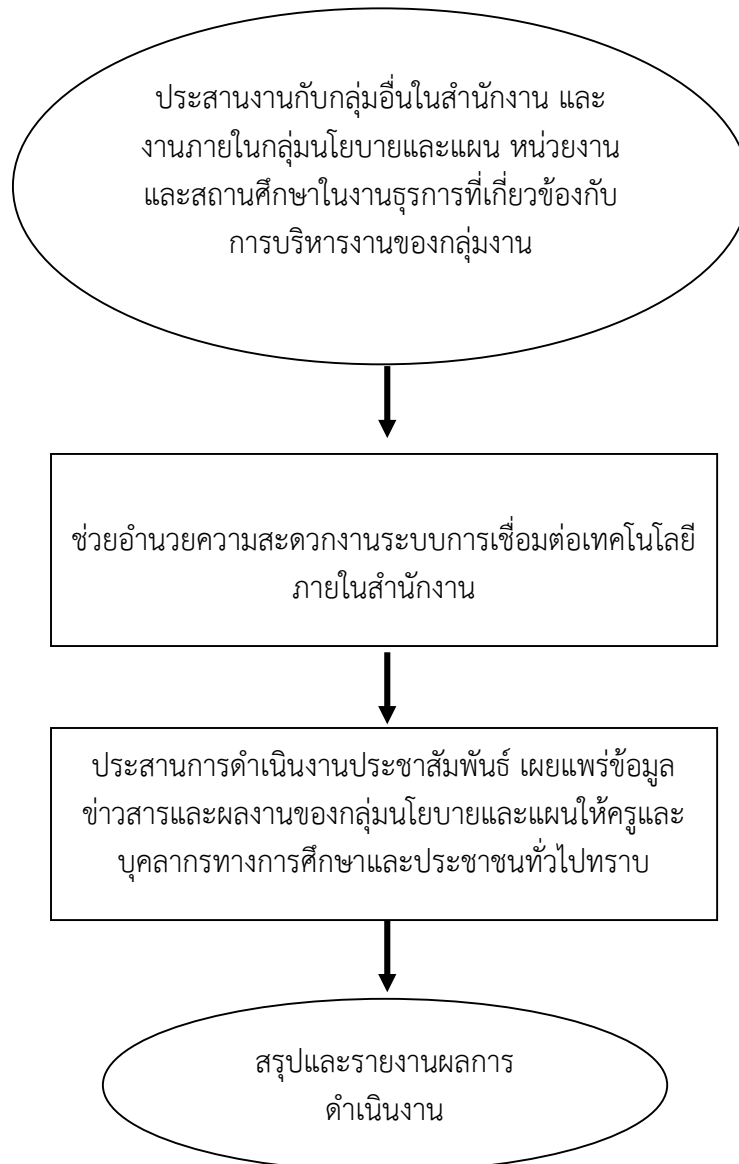 ประสานงานกับกลุ่มอื่นในสำนักงาน และ
งานภายในกลุ่มนโยบายและแผน หน่วยงาน
และสถานศึกษาในงานธุรการที่เกี่ยวข้องกับ
การบริหารงานของกลุ่มงาน
ช่วยอำนวยความสะดวกงานระบบการเชื่อมต่อเทคโนโลยี
ภายในสำนักงาน
ประสานการดำเนินงานประชาสัมพันธ์ เผยแพร่ข้อมูล
ข่าวสารและผลงานของกลุ่มนโยบายและแผนให้ครูและ
บุคลากรทางการศึกษาและประชาชนทั่วไปทราบ
สรุปและรายงานผลการ
ดำเนินงาน